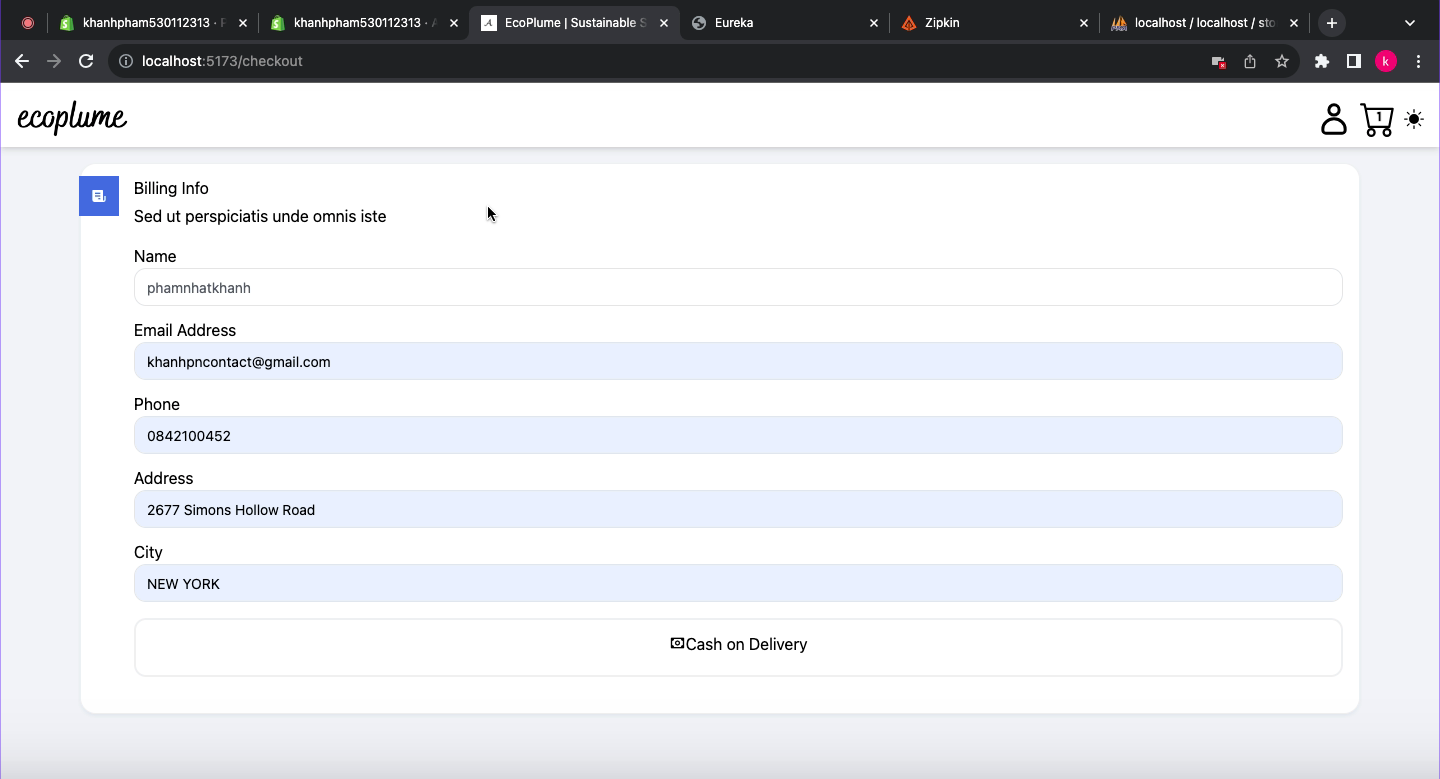 khanhpham530112313 · F
khanhpham530112313 · A
EcoPlume | Sustainable S
Eureka
Zipkin
localhost / localhost / sto
localhost:5173/checkout
k
ecoplume
1
Billing Info
Sed ut perspiciatis unde omnis iste
Name
phamnhatkhanh
Email Address
khanhpncontact@gmail.com
Phone
0842100452
Address
2677 Simons Hollow Road
City
NEW YORK
Cash on Delivery